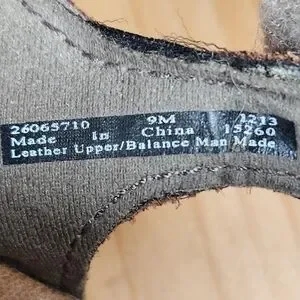 26065710 9M 1213
Made In China 15260
Leather Upper/Balance Man Made